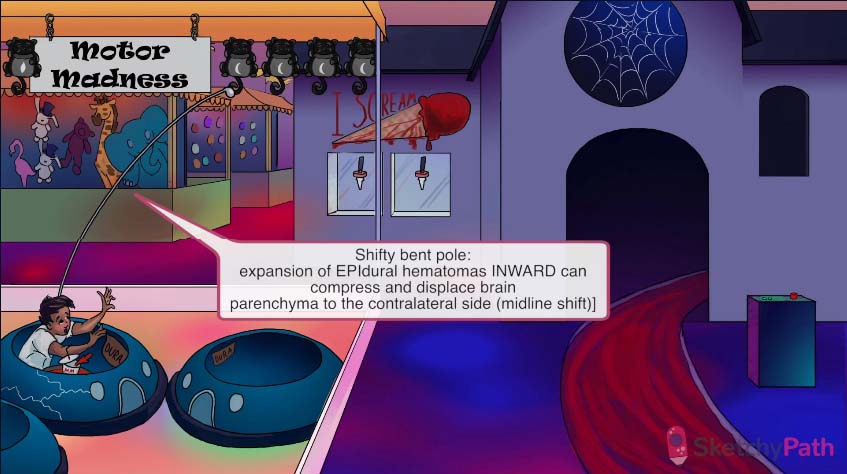 Motor
Madness
I SCREAM
Shifty bent pole:
expansion of EPIdural hematomas INWARD can
compress and displace brain
parenchyma to the contralateral side (midline shift)]
DURA
DURA
SketchyPath